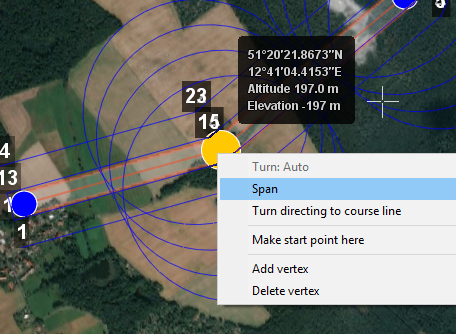 51°20'21.8673"N
12°41'04.4153"E
Altitude 197.0 m
Elevation -197 m
23
15
4
13
1
1
Turn: Auto
Span
Turn directing to course line
Make start point here
Add vertex
Delete vertex